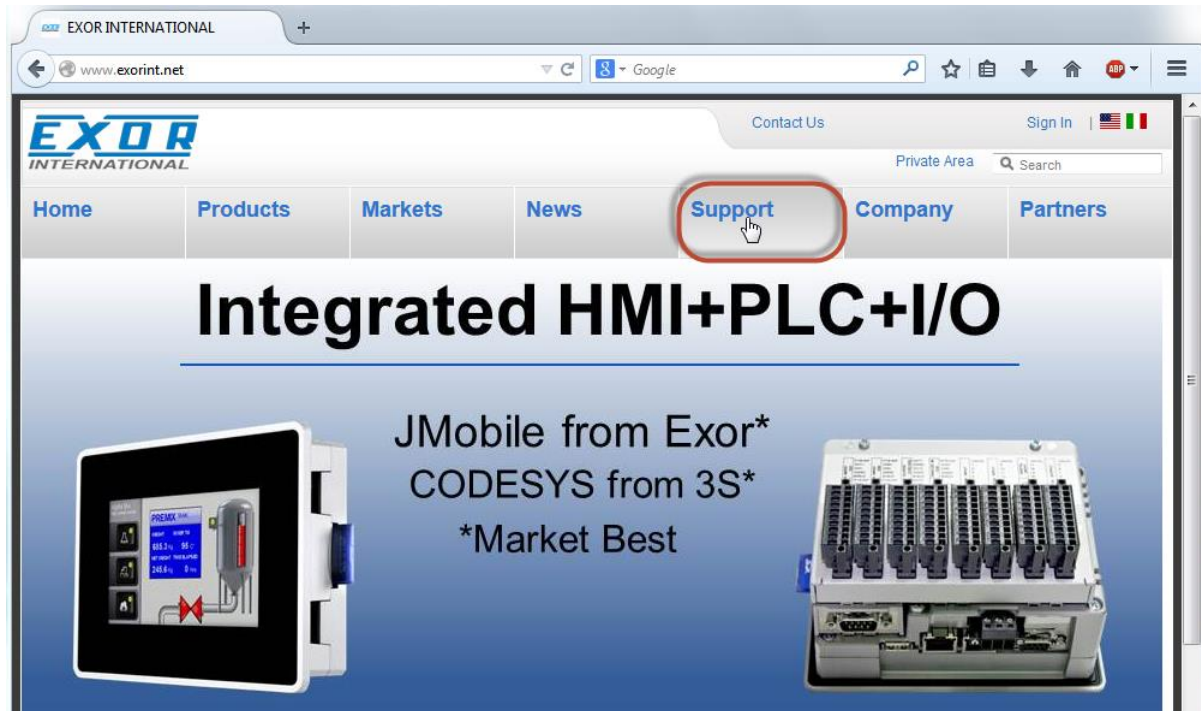 EXOR INTERNATIONAL
www.exorint.net
Google
ABP
EXOR
INTERNATIONAL
Contact Us
Sign In |
Private Area
Search
Home Products Markets News Support Company Partners
Integrated HMI+PLC+I/O
JMobile from Exor*
CODESYS from 3S*
*Market Best
PREMIX